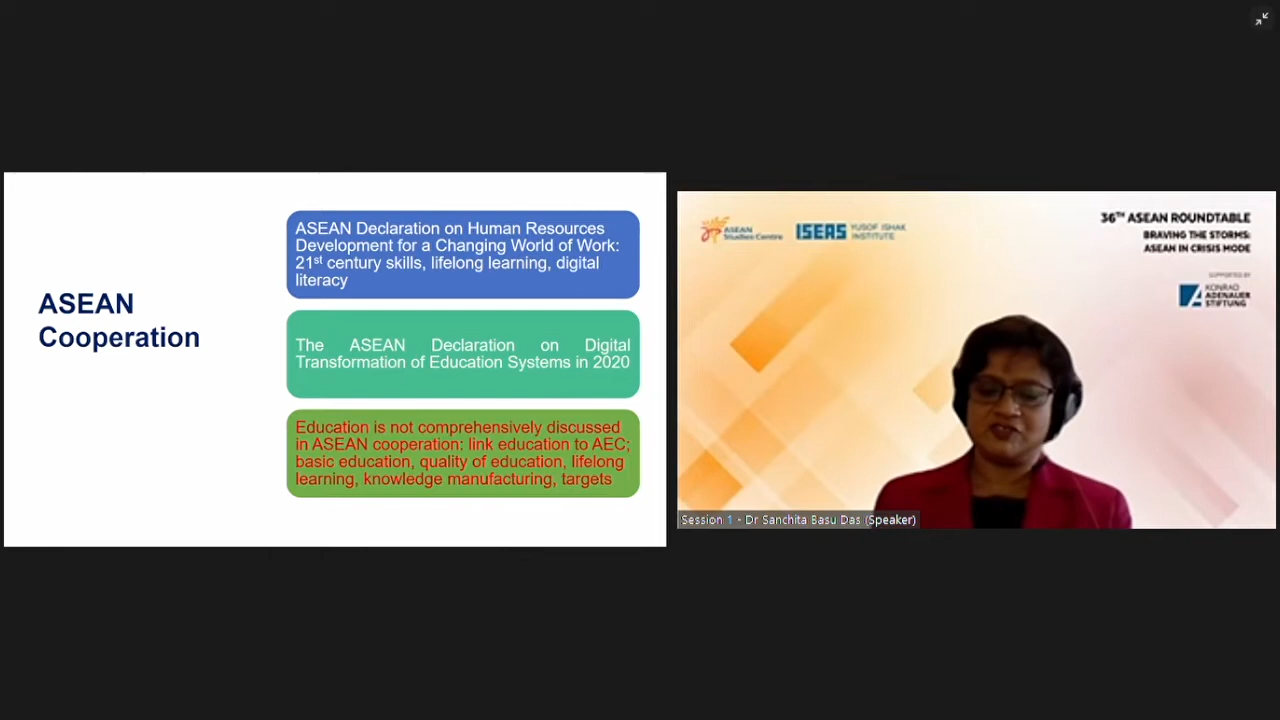 ASEAN
Cooperation
ASEAN Declaration on Human Resources
Development for a Changing World of Work:
21st century skills, lifelong learning, digital
literacy
The ASEAN Declaration on Digital
Transformation of Education Systems in 2020
Education is not comprehensively discussed
in ASEAN cooperation: link education to AEC;
basic education, quality of education, lifelong
learning, knowledge manufacturing, targets
ASEAN
Studies Centre
ISEAS
YUSOF ISHAK
INSTITUTE
36TH ASEAN ROUNDTABLE
BRAVING THE STORMS:
ASEAN IN CRISIS MODE
SUPPORTED BY
KONRAD
ADENAUER
STIFTUNG
Session 1 - Dr Sanchita Basu Das (Speaker)